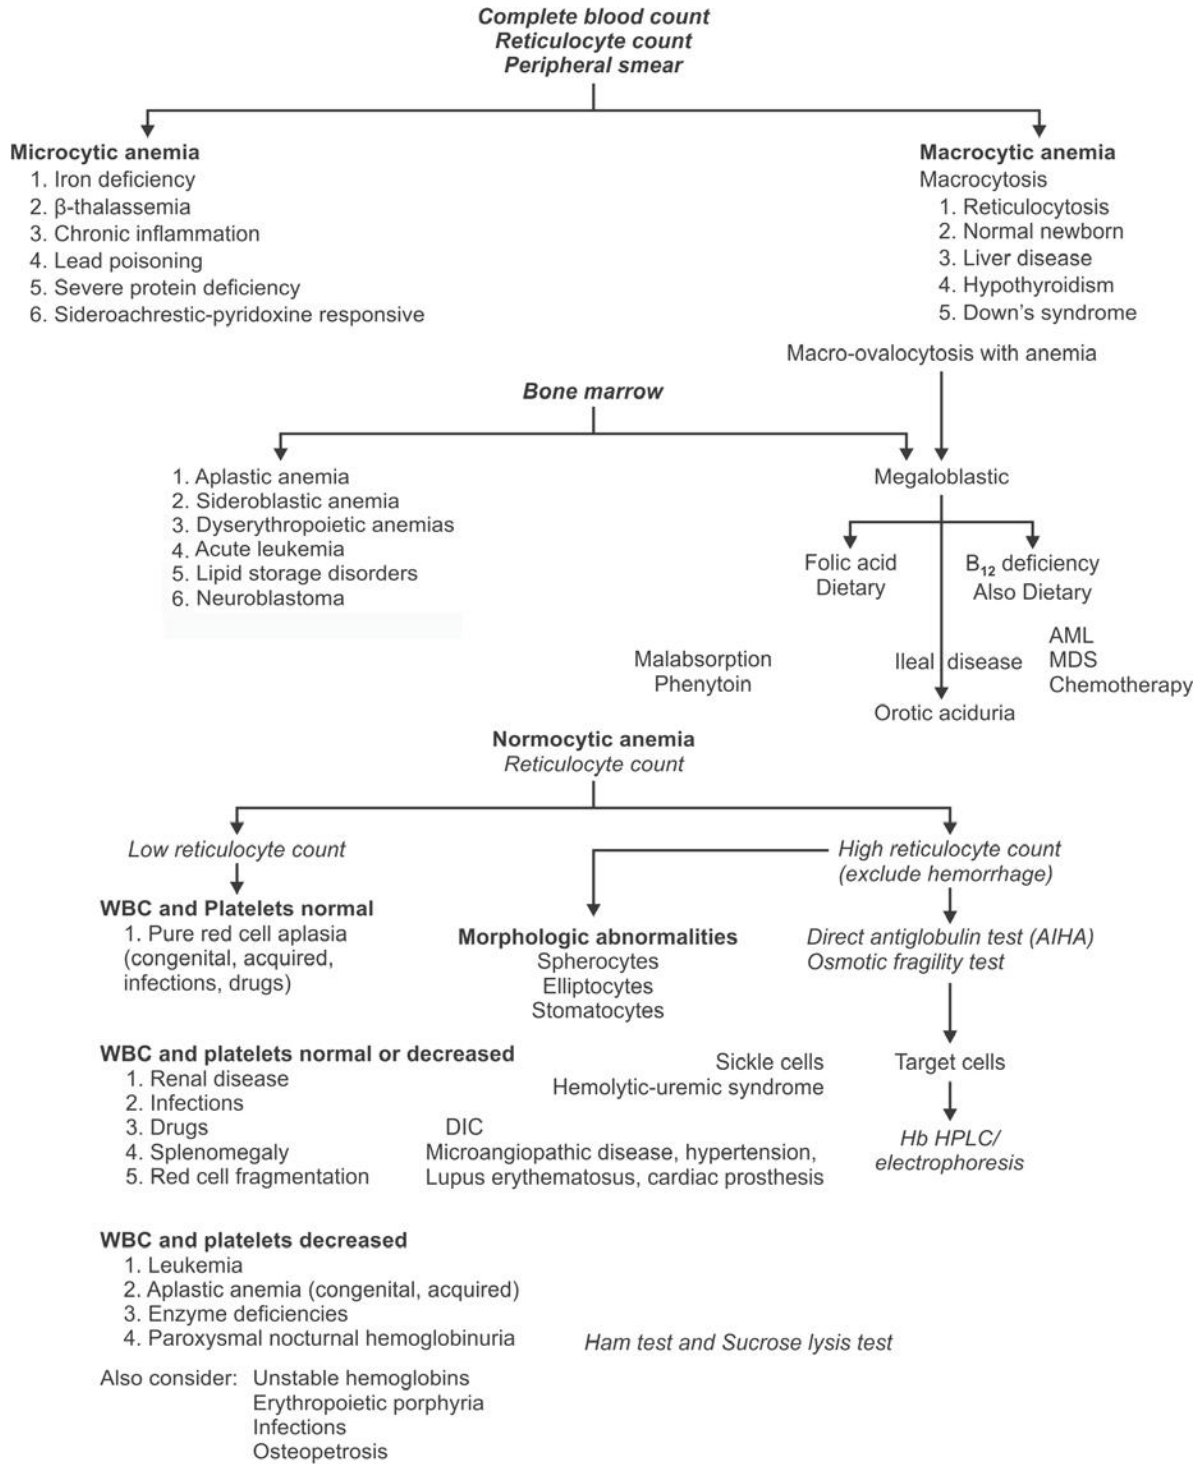 Complete blood count
Reticulocyte count
Peripheral smear
Microcytic anemia
1. Iron deficiency
2. β-thalassemia
3. Chronic inflammation
4. Lead poisoning
5. Severe protein deficiency
6. Sideroachrestic-pyridoxine responsive
Macrocytic anemia
Macrocytosis
1. Reticulocytosis
2. Normal newborn
3. Liver disease
4. Hypothyroidism
5. Down's syndrome
Macro-ovalocytosis with anemia
Bone marrow
1. Aplastic anemia
2. Sideroblastic anemia
3. Dyserythropoietic anemias
4. Acute leukemia
5. Lipid storage disorders
6. Neuroblastoma
Megaloblastic
Folic acid
Dietary
B12 deficiency
Also Dietary
Malabsorption
Phenytoin
Ileal disease
AML
MDS
Chemotherapy
Orotic aciduria
Normocytic anemia
Reticulocyte count
Low reticulocyte count
High reticulocyte count
(exclude hemorrhage)
WBC and Platelets normal
1. Pure red cell aplasia
(congenital, acquired,
infections, drugs)
Morphologic abnormalities
Spherocytes
Elliptocytes
Stomatocytes
Direct antiglobulin test (AIHA)
Osmotic fragility test
WBC and platelets normal or decreased
1. Renal disease
2. Infections
3. Drugs
4. Splenomegaly
5. Red cell fragmentation
Sickle cells
Hemolytic-uremic syndrome
DIC
Microangiopathic disease, hypertension,
Lupus erythematosus, cardiac prosthesis
Target cells
Hb HPLC/
electrophoresis
WBC and platelets decreased
1. Leukemia
2. Aplastic anemia (congenital, acquired)
3. Enzyme deficiencies
4. Paroxysmal nocturnal hemoglobinuria
Ham test and Sucrose lysis test
Also consider: Unstable hemoglobins
Erythropoietic porphyria
Infections
Osteopetrosis